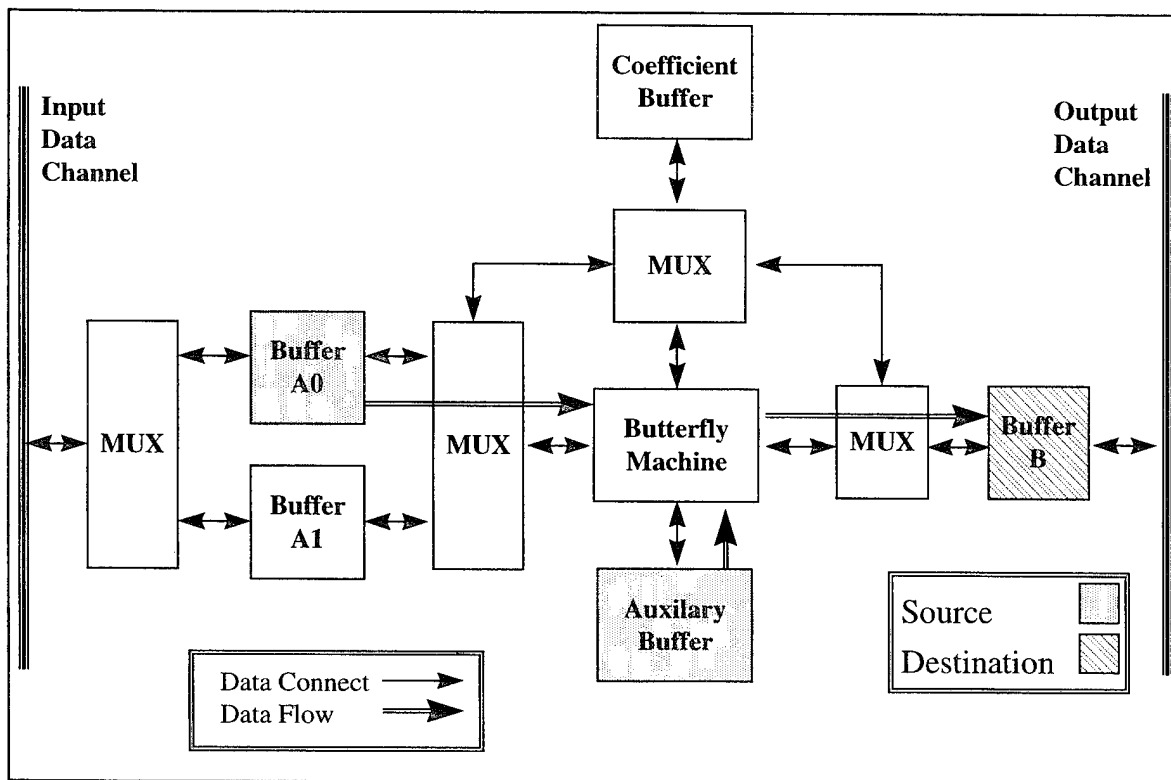 Coefficient
Buffer
Input
Data
Channel
Output
Data
Channel
MUX
Buffer
A0
MUX
MUX
Butterfly
Machine
MUX
Buffer
B
Buffer
A1
Auxilary
Buffer
Source
Destination
Data Connect
Data Flow